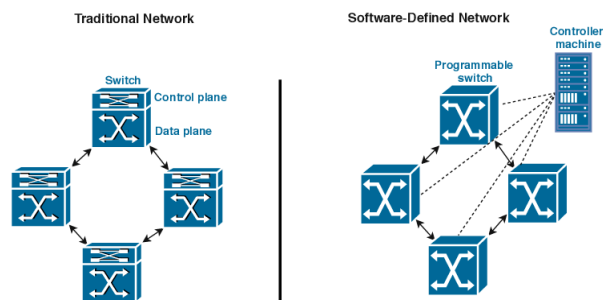 Traditional Network
Software-Defined Network
Controller
machine
Switch
Control plane
Data plane
Programmable
switch